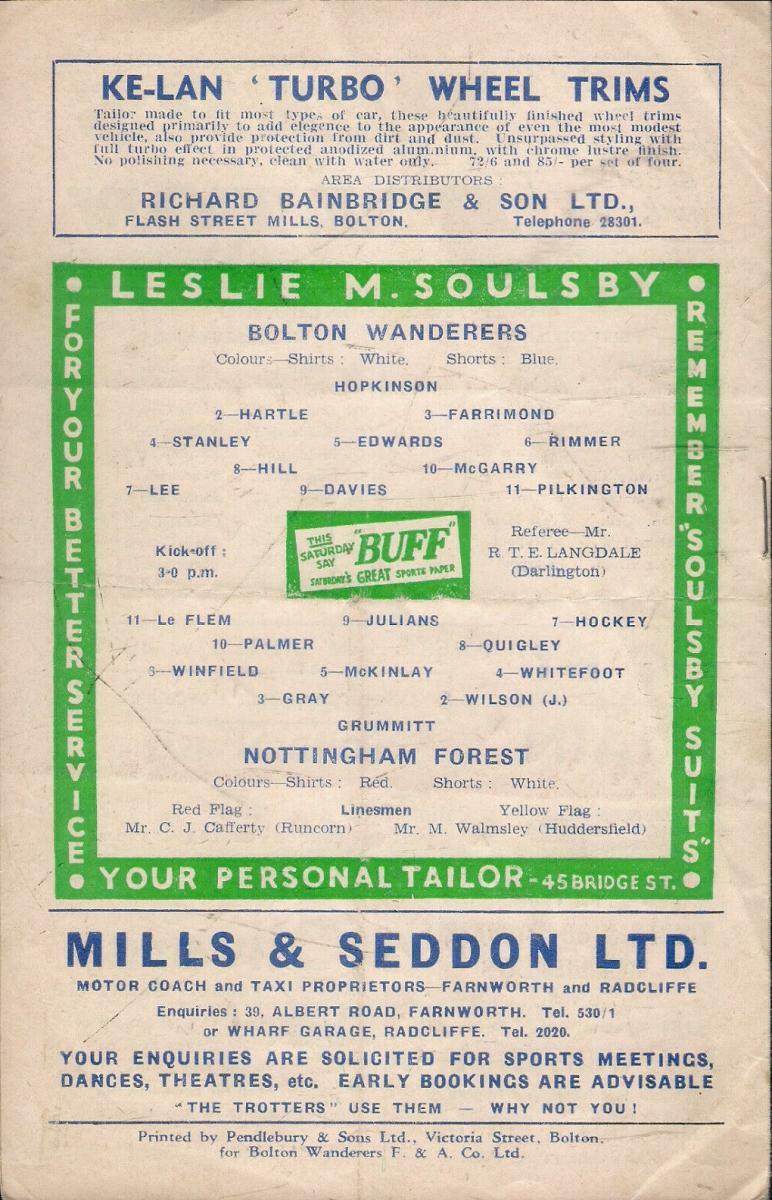 KE-LAN 'TURBO' WHEEL TRIMS
Tailor made to fit most types of car, these beautifully finished wheel trims
designed primarily to add elegence to the appearance of even the most modest
vehicle, also provide protection from dirt and dust. Unsurpassed styling with
full turbo effect in protected anodized aluminium, with chrome lustre finish.
No polishing necessary, clean with water only. 72/6 and 85/- per set of four.
AREA DISTRIBUTORS :
RICHARD BAINBRIDGE & SON LTD.,
FLASH STREET MILLS, BOLTON. Telephone 28301.
• LESLIE M. SOULSBY •
FOR YOUR BETTER SERVICE
REMEMBER "SOULSBY SUITS"
BOLTON WANDERERS
Colours—Shirts : White. Shorts : Blue.
HOPKINSON
2—HARTLE 3—FARRIMOND
4—STANLEY 5—EDWARDS 6—RIMMER
8—HILL 10—McGARRY
7—LEE 9—DAVIES 11—PILKINGTON
Kick-off :
3-0 p.m.
THIS
SATURDAY
SAY
"BUFF"
SATURDAY'S GREAT SPORTS PAPER
Referee—Mr.
R. T. E. LANGDALE
(Darlington)
11—Le FLEM 9—JULIANS 7—HOCKEY
10—PALMER 8—QUIGLEY
6—WINFIELD 5—McKINLAY 4—WHITEFOOT
3—GRAY 2—WILSON (J.)
GRUMMITT
NOTTINGHAM FOREST
Colours—Shirts : Red. Shorts : White.
Red Flag : Linesmen Yellow Flag :
Mr. C. J. Cafferty (Runcorn) Mr. M. Walmsley (Huddersfield)
• YOUR PERSONAL TAILOR - 45 BRIDGE ST. •
MILLS & SEDDON LTD.
MOTOR COACH and TAXI PROPRIETORS—FARNWORTH and RADCLIFFE
Enquiries : 39, ALBERT ROAD, FARNWORTH. Tel. 530/1
or WHARF GARAGE, RADCLIFFE. Tel. 2020.
YOUR ENQUIRIES ARE SOLICITED FOR SPORTS MEETINGS,
DANCES, THEATRES, etc. EARLY BOOKINGS ARE ADVISABLE
"THE TROTTERS" USE THEM — WHY NOT YOU !
Printed by Pendlebury & Sons Ltd., Victoria Street, Bolton,
for Bolton Wanderers F. & A. Co. Ltd.